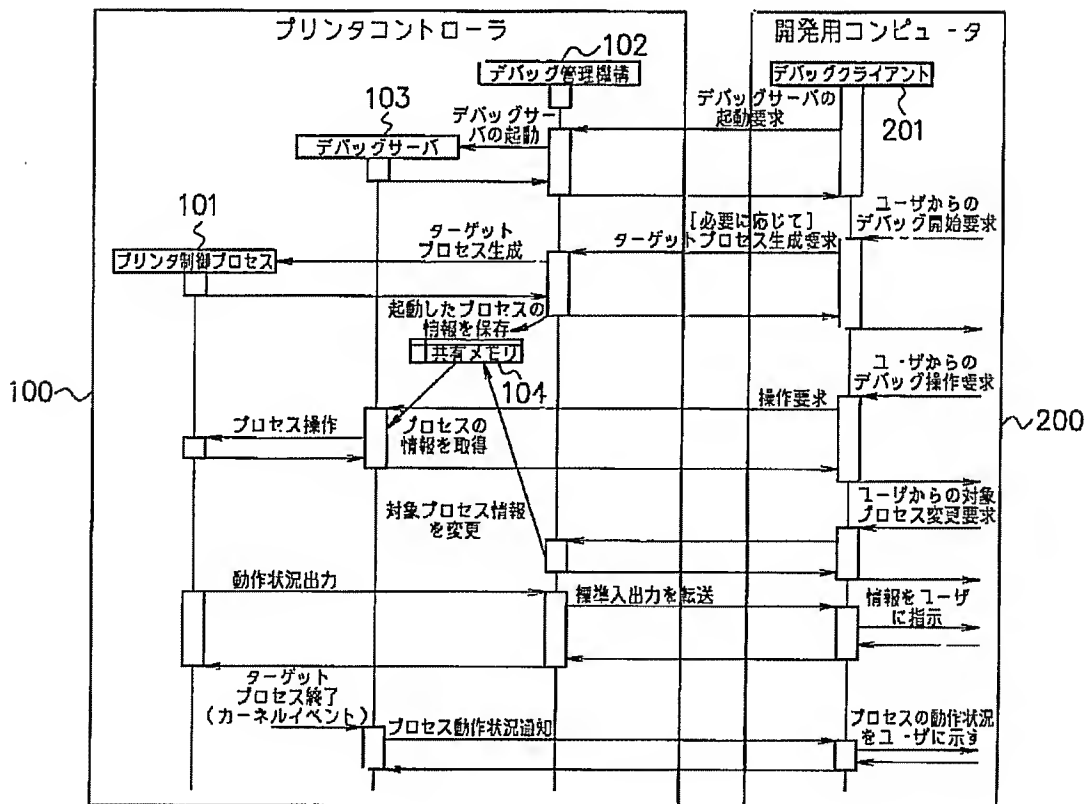 プリンタコントローラ
開発用コンピュ-タ
102
デバッグ管理機構
デバッグクライアント
201
103
デバッグサーバ
デバッグサー
バの起動
デバッグサーバの
起動要求
101
プリンタ制御プロセス
ターゲット
プロセス生成
[必要に応じて]
ターゲットプロセス生成要求
ユーザからの
デバッグ開始要求
起動したプロセスの
情報を保存
共有メモリ
104
100
ユ-ザからの
デバッグ操作要求
操作要求
200
プロセス操作
プロセスの
情報を取得
対象プロセス情報
を変更
ユーザからの対象
プロセス変更要求
動作状況出力
標準入出力を転送
情報をユーザ
に指示
ターゲット
プロセス終了
(カーネルイベント)
プロセス動作状況通知
プロセスの動作状況
をユ-ザに示す